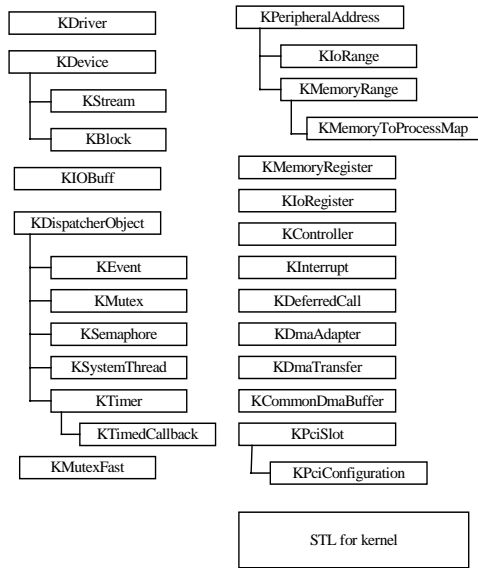 KDriver
KDevice
KStream
KBlock
KIOBuff
KDispatcherObject
KEvent
KMutex
KSemaphore
KSystemThread
KTimer
KTimedCallback
KMutexFast
KPeripheralAddress
KIoRange
KMemoryRange
KMemoryToProcessMap
KMemoryRegister
KIoRegister
KController
KInterrupt
KDeferredCall
KDmaAdapter
KDmaTransfer
KCommonDmaBuffer
KPciSlot
KPciConfiguration
STL for kernel